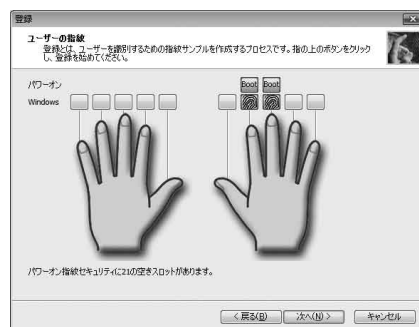 登録
ユーザーの指紋
登録とは、ユーザーを識別するための指紋サンプルを作成するプロセスです。指の上のボタンをクリック
し、登録を始めてください。
パワーオン
Boot Boot
Windows
パワーオン指紋セキュリティに21の空きスロットがあります。
< 戻る(B) 次へ(N) > キャンセル